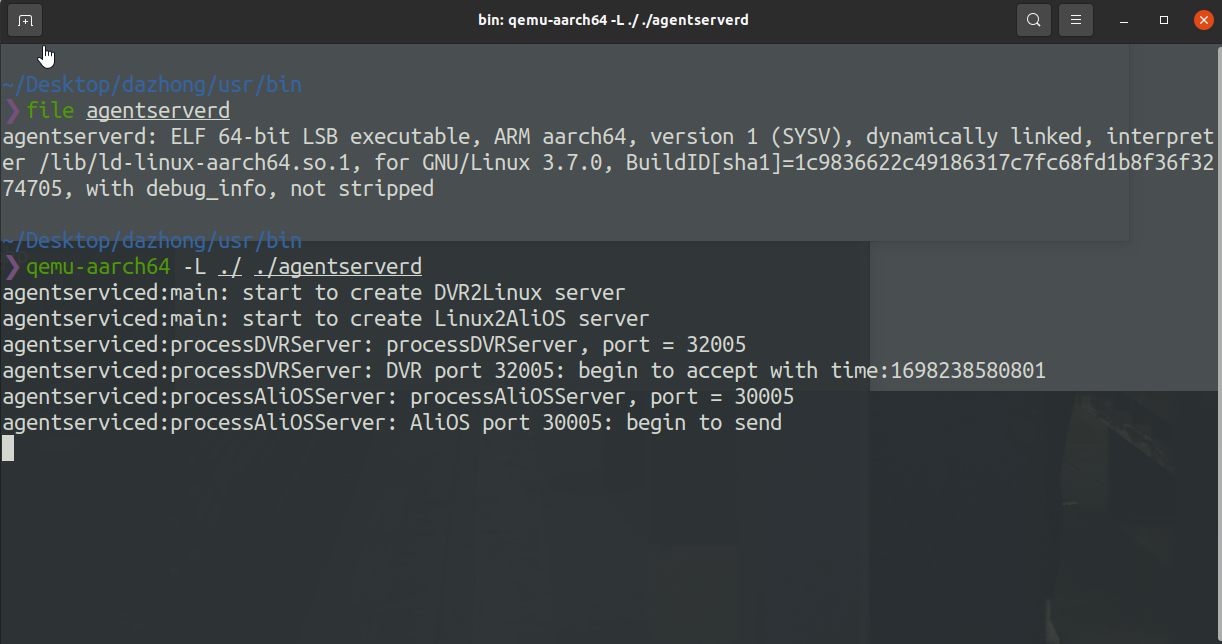 bin: qemu-aarch64 -L ./ ./agentserverd
~/Desktop/dazhong/usr/bin
❯ file agentserverd
agentserverd: ELF 64-bit LSB executable, ARM aarch64, version 1 (SYSV), dynamically linked, interpret
er /lib/ld-linux-aarch64.so.1, for GNU/Linux 3.7.0, BuildID[sha1]=1c9836622c49186317c7fc68fd1b8f36f32
74705, with debug_info, not stripped
~/Desktop/dazhong/usr/bin
❯ qemu-aarch64 -L ./ ./agentserverd
agentserviced:main: start to create DVR2Linux server
agentserviced:main: start to create Linux2AliOS server
agentserviced:processDVRServer: processDVRServer, port = 32005
agentserviced:processDVRServer: DVR port 32005: begin to accept with time:1698238580801
agentserviced:processAliOSServer: processAliOSServer, port = 30005
agentserviced:processAliOSServer: AliOS port 30005: begin to send